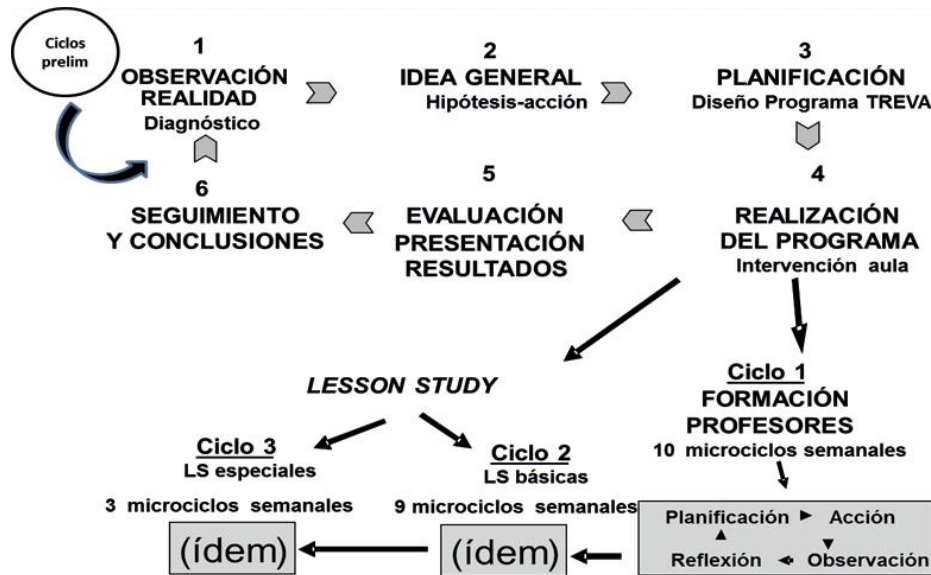 Ciclos
prelim
1
OBSERVACIÓN
REALIDAD
Diagnóstico
2
IDEA GENERAL
Hipótesis-acción
3
PLANIFICACIÓN
Diseño Programa TREVA
4
REALIZACIÓN
DEL PROGRAMA
Intervención aula
5
EVALUACIÓN
PRESENTACIÓN
RESULTADOS
6
SEGUIMIENTO
Y CONCLUSIONES
LESSON STUDY
Ciclo 1
FORMACIÓN
PROFESORES
10 microciclos semanales
Planificación Acción
Reflexión Observación
Ciclo 2
LS básicas
9 microciclos semanales
(ídem)
Ciclo 3
LS especiales
3 microciclos semanales
(ídem)